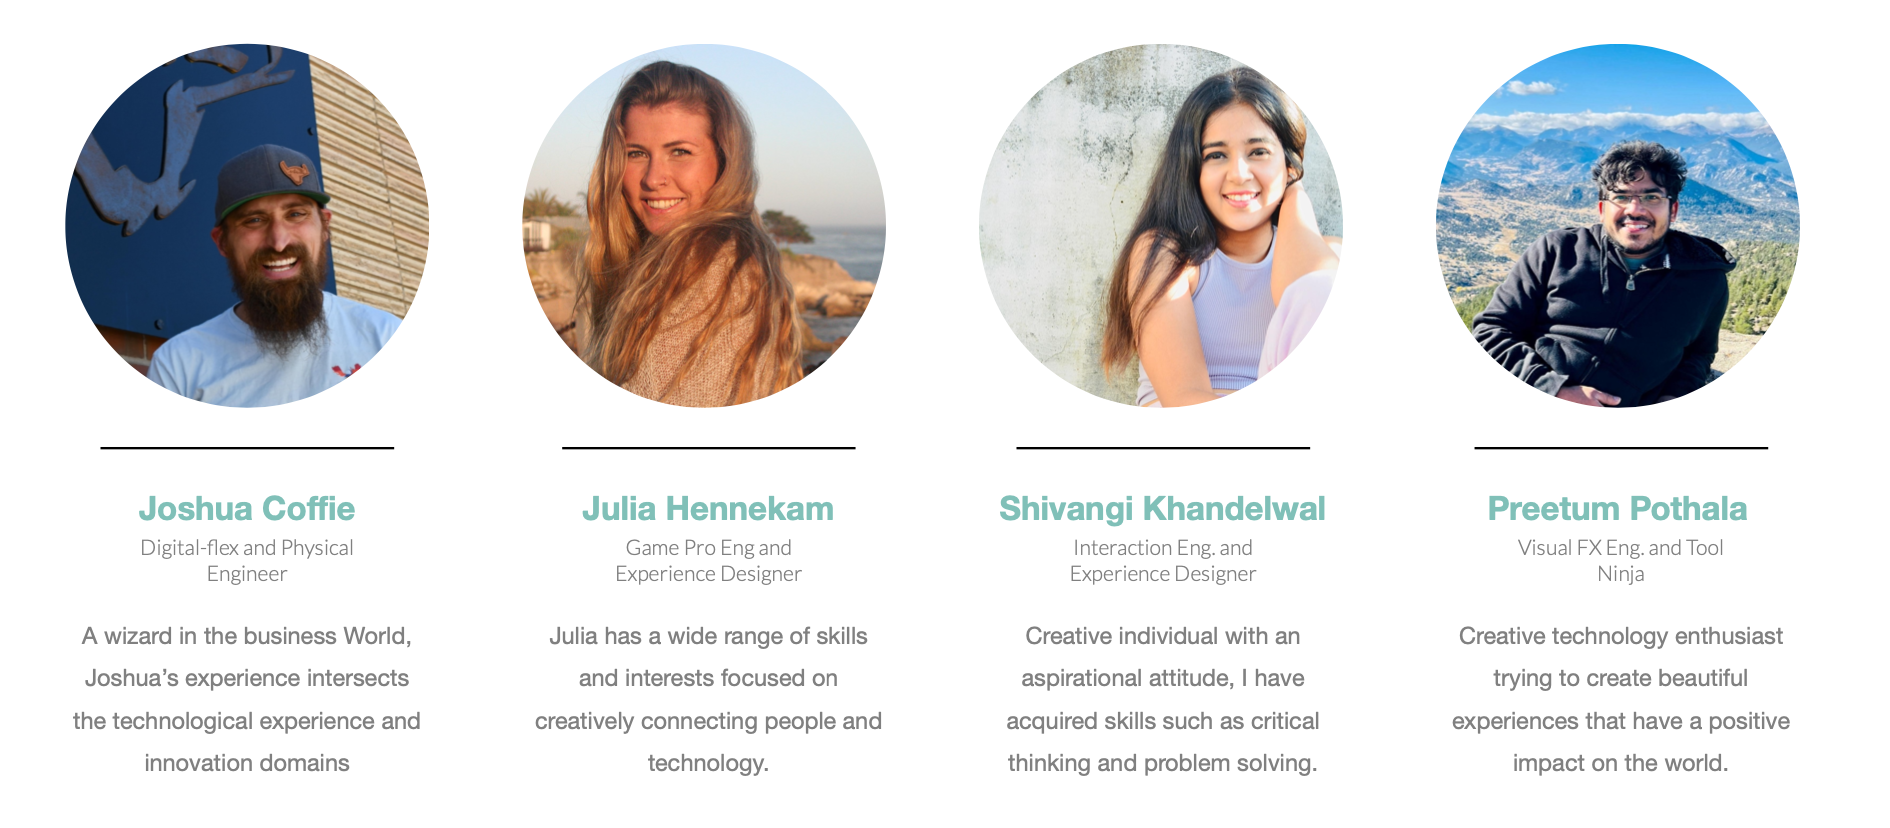 Joshua Coffie
Digital-flex and Physical
Engineer
A wizard in the business World,
Joshua’s experience intersects
the technological experience and
innovation domains
Julia Hennekam
Game Pro Eng and
Experience Designer
Julia has a wide range of skills
and interests focused on
creatively connecting people and
technology.
Shivangi Khandelwal
Interaction Eng. and
Experience Designer
Creative individual with an
aspirational attitude, I have
acquired skills such as critical
thinking and problem solving.
Preetum Pothala
Visual FX Eng. and Tool
Ninja
Creative technology enthusiast
trying to create beautiful
experiences that have a positive
impact on the world.